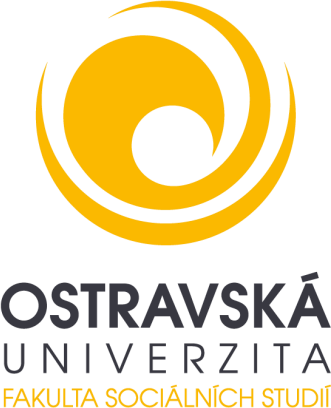 OSTRAVSKÁ
UNIVERZITA
FAKULTA SOCIÁLNÍCH STUDIÍ